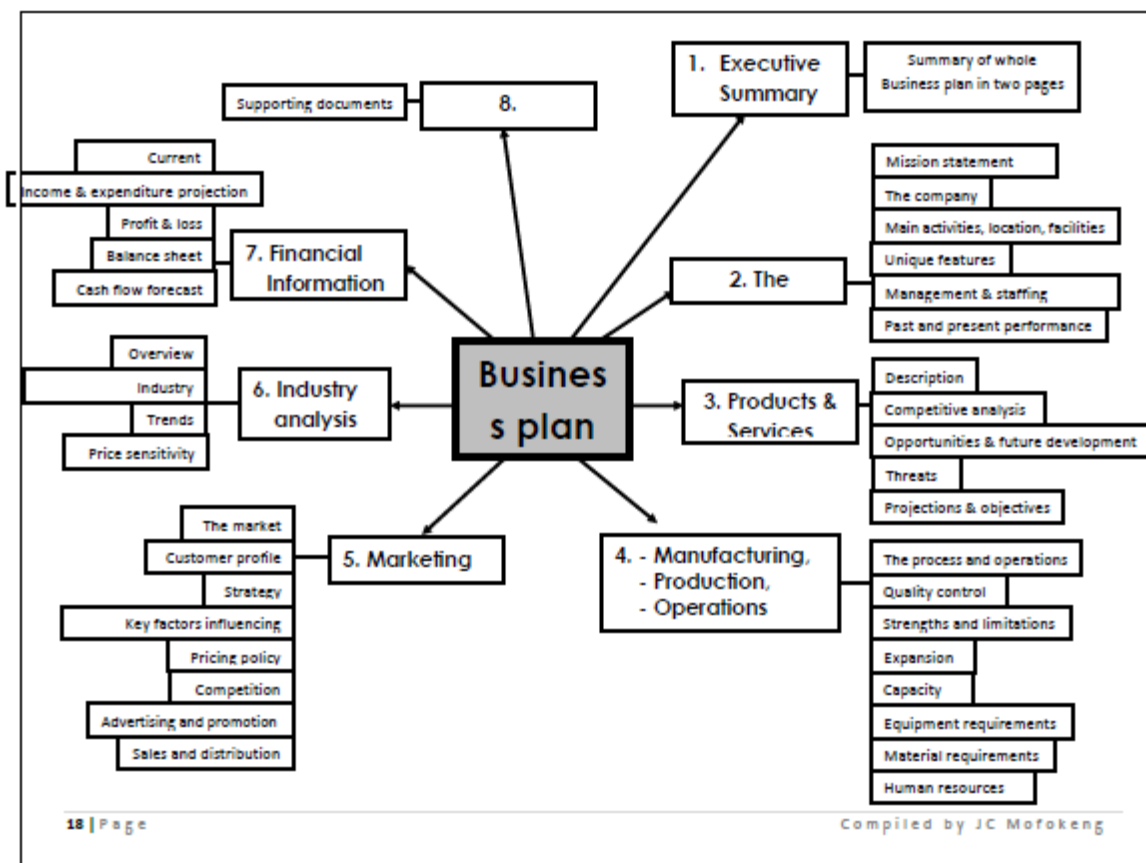 1. Executive
Summary
Summary of whole
Business plan in two pages
8.
Supporting documents
Current
Income & expenditure projection
Profit & loss
Balance sheet
Cash flow forecast
7. Financial
Information
Mission statement
The company
Main activities, location, facilities
Unique features
Management & staffing
Past and present performance
2. The
Busines
s plan
Overview
Industry
Trends
Price sensitivity
6. Industry
analysis
3. Products &
Services
Description
Competitive analysis
Opportunities & future development
Threats
Projections & objectives
The market
Customer profile
Strategy
Key factors influencing
Pricing policy
Competition
Advertising and promotion
Sales and distribution
5. Marketing
4. - Manufacturing,
- Production,
- Operations
The process and operations
Quality control
Strengths and limitations
Expansion
Capacity
Equipment requirements
Material requirements
Human resources
18 | Page
Compiled by JC Mofokeng